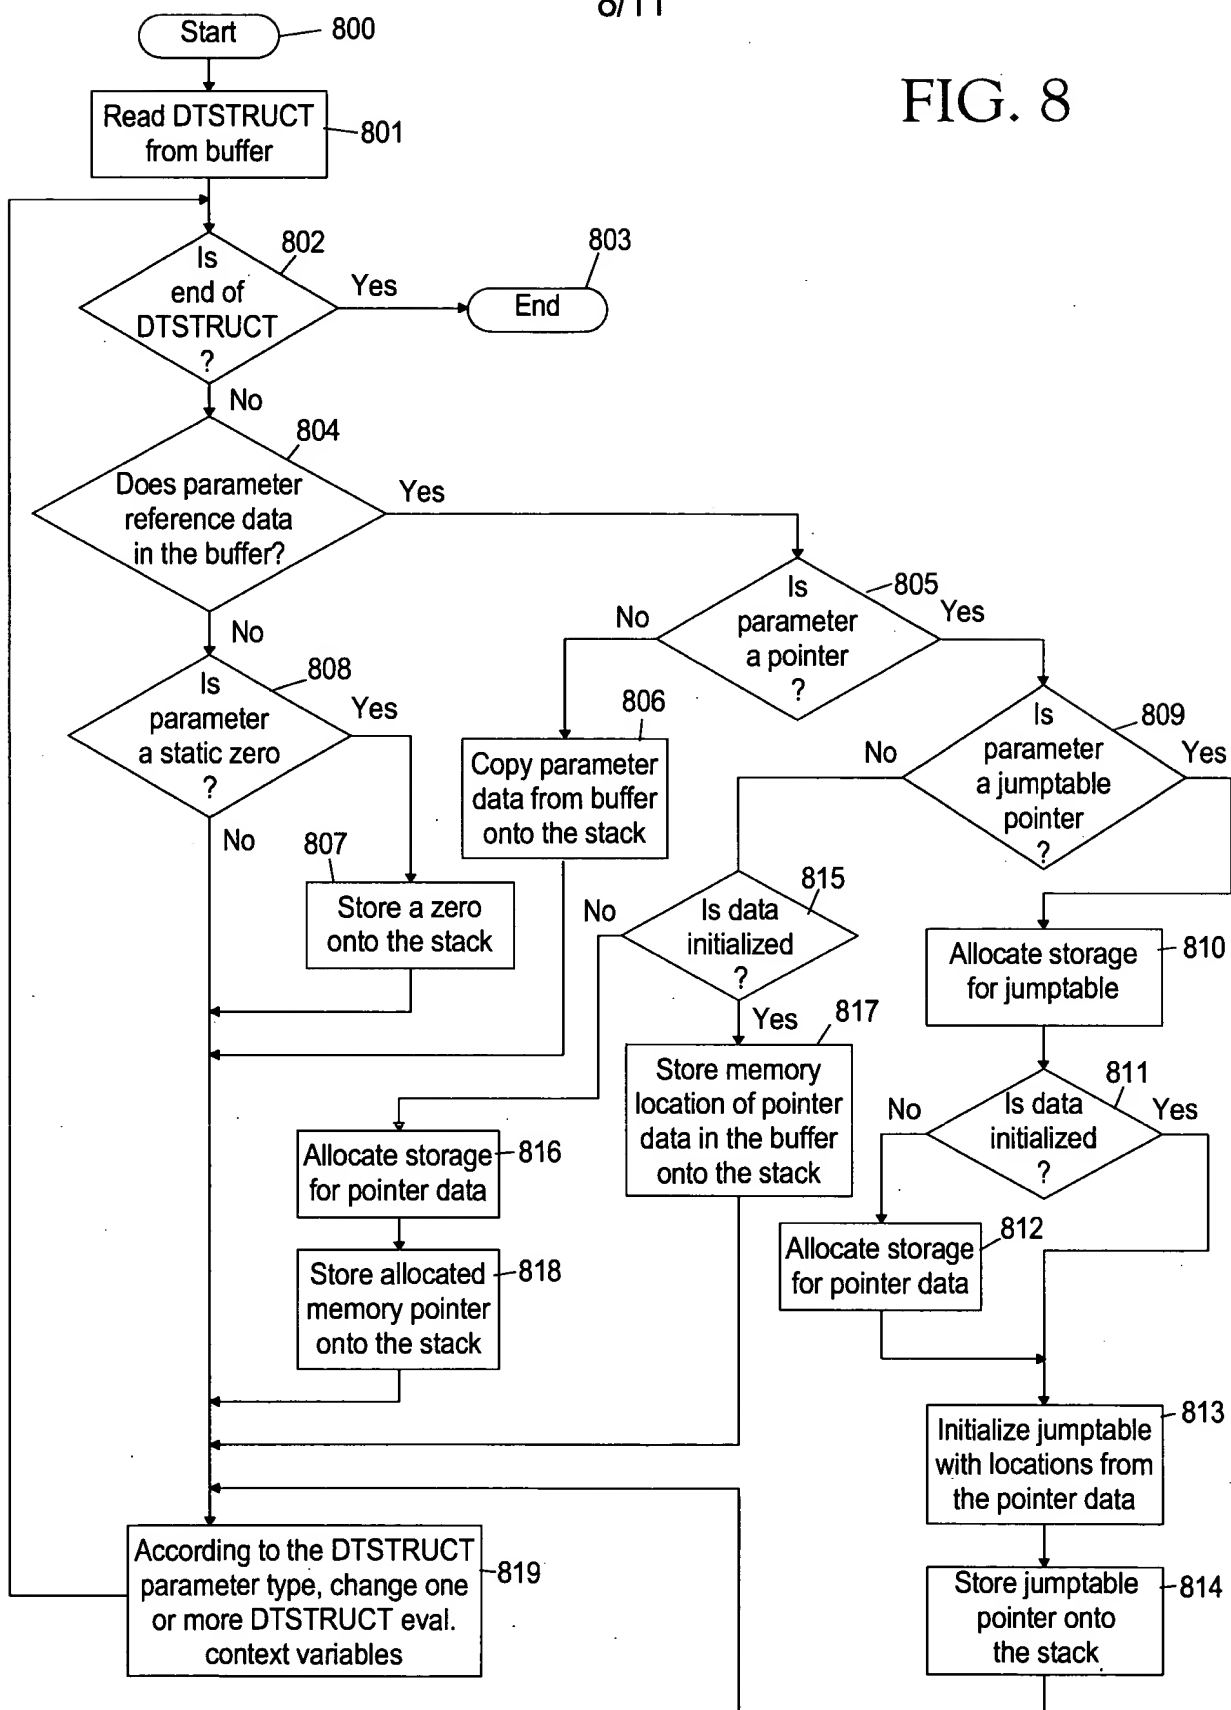 8/11
FIG. 8
Start
800
Read DTSTRUCT
from buffer
801
Is
end of
DTSTRUCT
?
802
Yes
End
803
No
Does parameter
reference data
in the buffer?
804
Yes
No
Is
parameter
a pointer
?
805
No
Yes
Is
parameter
a static zero
?
808
Yes
No
Copy parameter
data from buffer
onto the stack
806
Is
parameter
a jumptable
pointer
?
809
No
Yes
Store a zero
onto the stack
807
Is data
initialized
?
815
No
Yes
Allocate storage
for jumptable
810
Store memory
location of pointer
data in the buffer
onto the stack
817
Is data
initialized
?
811
No
Yes
Allocate storage
for pointer data
816
Allocate storage
for pointer data
812
Store allocated
memory pointer
onto the stack
818
Initialize jumptable
with locations from
the pointer data
813
According to the DTSTRUCT
parameter type, change one
or more DTSTRUCT eval.
context variables
819
Store jumptable
pointer onto
the stack
814